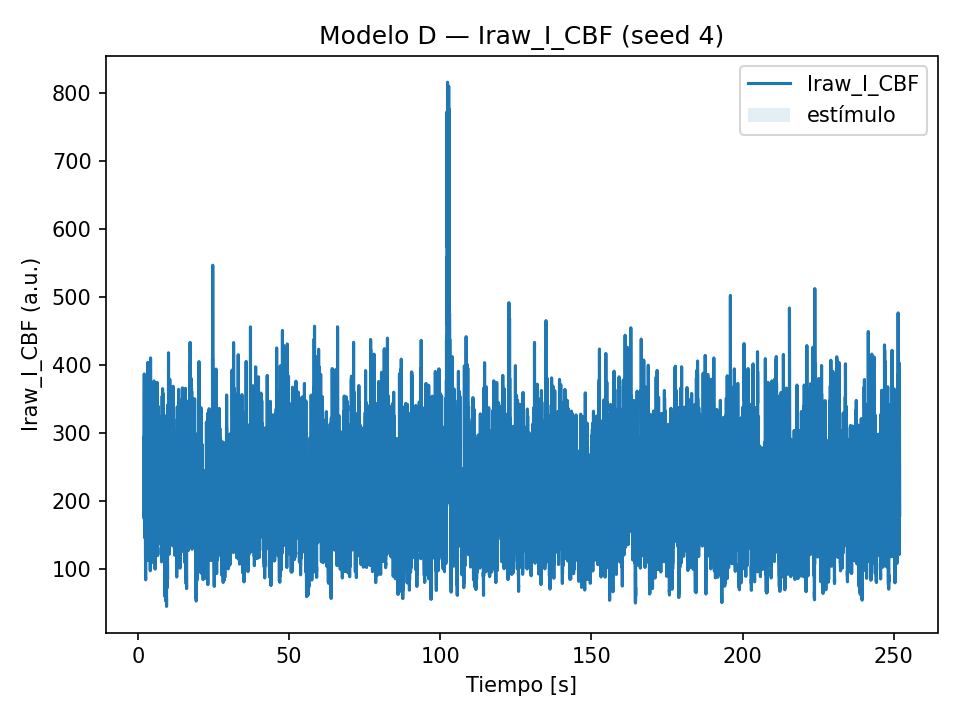 Modelo D — Iraw_I_CBF (seed 4)
Iraw_I_CBF
estímulo
Iraw_I_CBF (a.u.)
800
700
600
500
400
300
200
100
0 50 100 150 200 250
Tiempo [s]